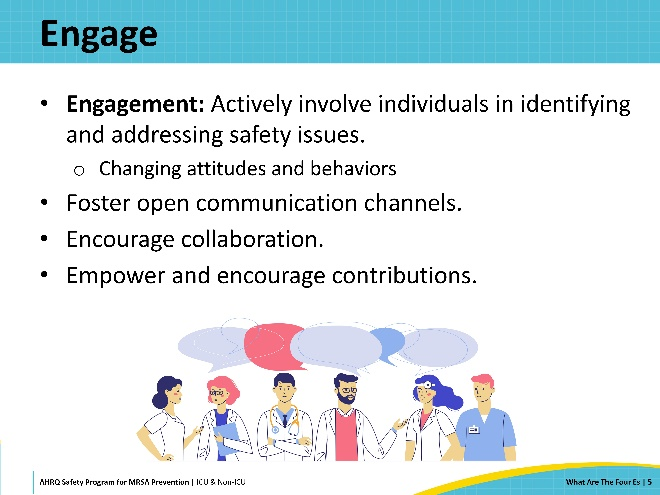 Engage
• Engagement: Actively involve individuals in identifying
and addressing safety issues.
o Changing attitudes and behaviors
• Foster open communication channels.
• Encourage collaboration.
• Empower and encourage contributions.
AHRQ Safety Program for MRSA Prevention | ICU & Non-ICU
What Are The Four Es | 5